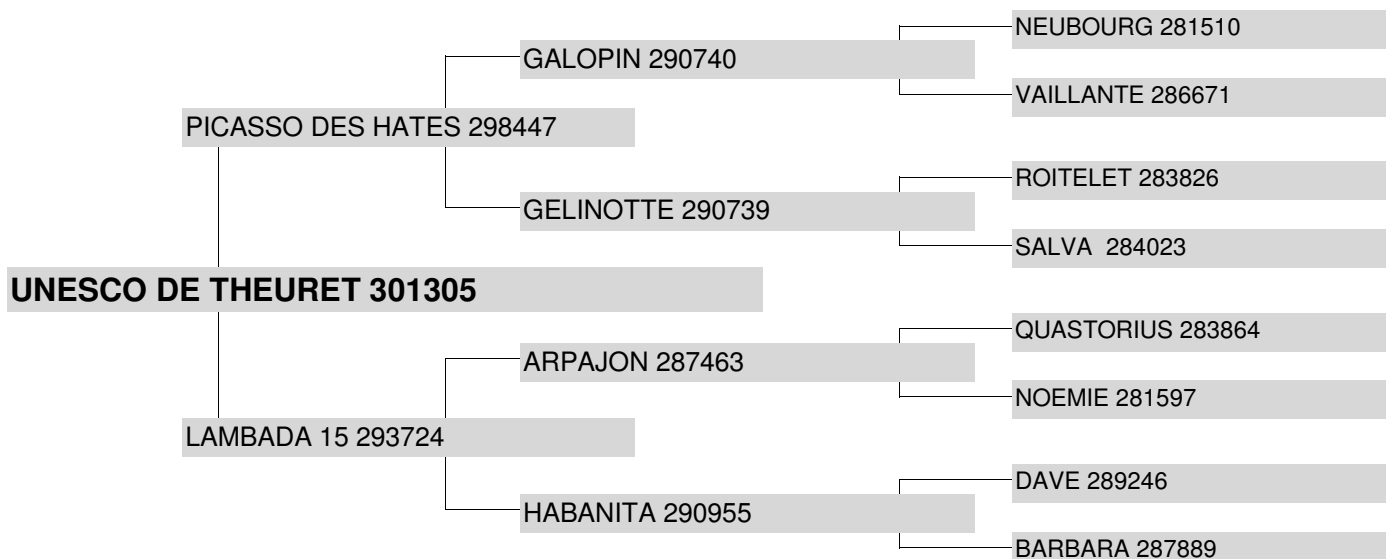 NEUBOURG 281510
GALOPIN 290740
VAILLANTE 286671
PICASSO DES HATES 298447
ROITELET 283826
GELINOTTE 290739
SALVA  284023
UNESCO DE THEURET 301305
QUASTORIUS 283864
ARPAJON 287463
NOEMIE 281597
LAMBADA 15 293724
DAVE 289246
HABANITA 290955
BARBARA 287889